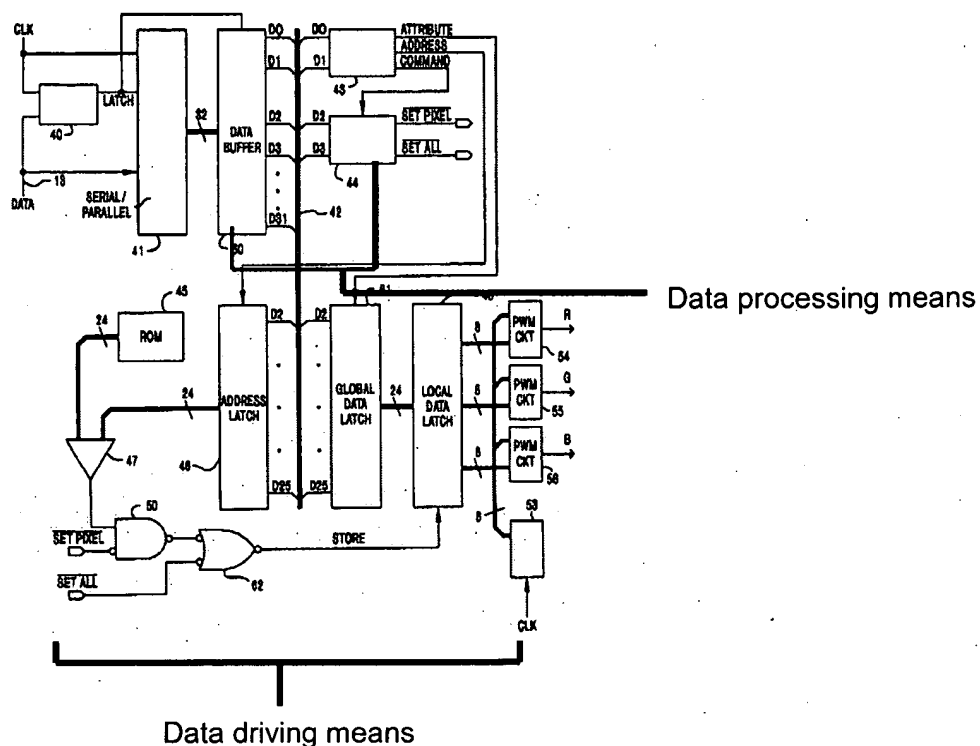 CLK
D0
D0
ATTRIBUTE
ADDRESS
COMMAND
D1
D1
43
LATCH
40
32
DATA
BUFFER
D2
D2
SET PIXEL
D3
D3
SET ALL
44
13
DATA
SERIAL/
PARALLEL
41
42
D31
60
61
Data processing means
45
24
ROM
D2
D2
8
PWM
CKT
R
54
24
ADDRESS
LATCH
GLOBAL
DATA
LATCH
24
LOCAL
DATA
LATCH
8
PWM
CKT
G
55
47
46
8
PWM
CKT
B
56
D25
D25
50
8
53
SET PIXEL
STORE
SET ALL
62
CLK
Data driving means